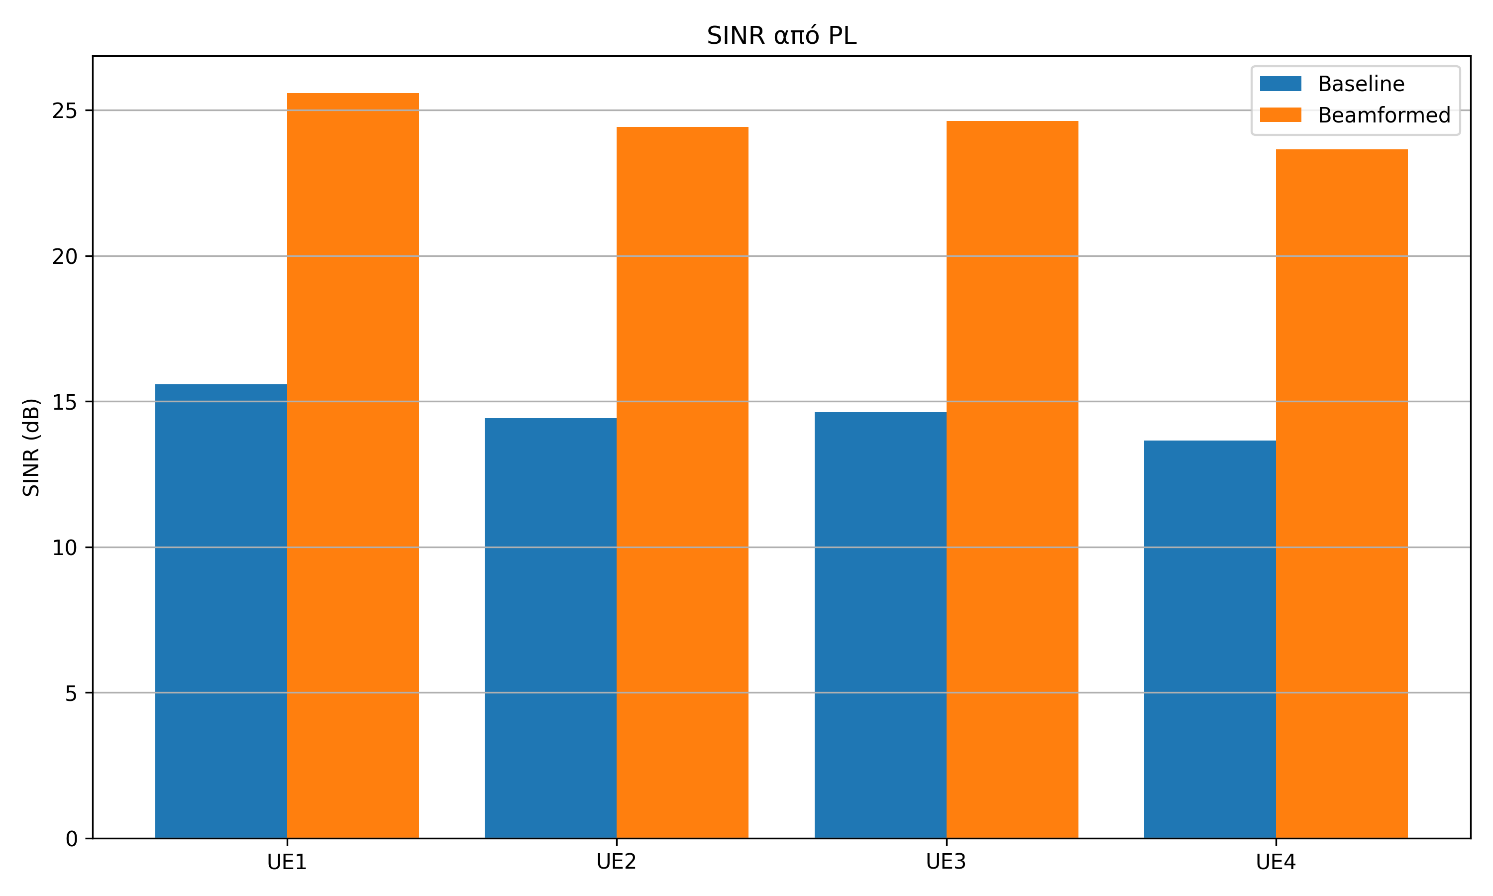 SINR από PL
Baseline
Beamformed
SINR (dB)
25
20
15
10
5
0
UE1
UE2
UE3
UE4